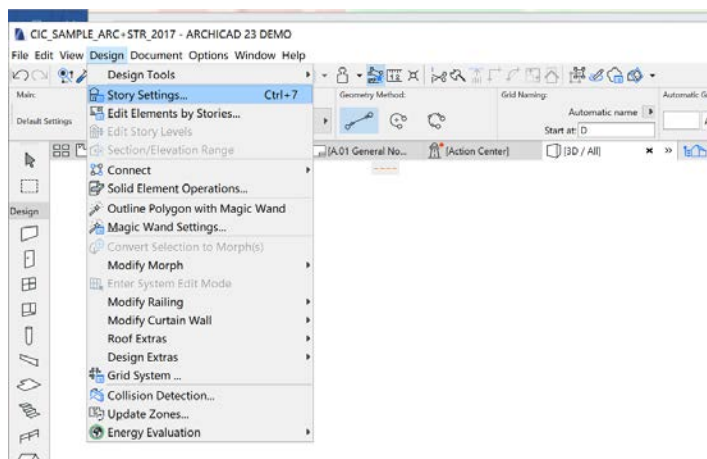 CIC_SAMPLE_ARC+STR_2017 - ARCHICAD 23 DEMO
File Edit View Design Document Options Window Help
Design Tools
Main:
Story Settings... Ctrl+7
Geometry Method:
Grid Naming:
Automatic G
Edit Elements by Stories...
Automatic name
Default Settings
Edit Story Levels
Start at: D
Section/Elevation Range
[A.01 General No...
[Action Center]
[3D / All]
Connect
Solid Element Operations...
Design
Outline Polygon with Magic Wand
Magic Wand Settings...
Convert Selection to Morph(s)
Modify Morph
Enter System Edit Mode
Modify Railing
Modify Curtain Wall
Roof Extras
Design Extras
Grid System ...
Collision Detection...
Update Zones...
Energy Evaluation